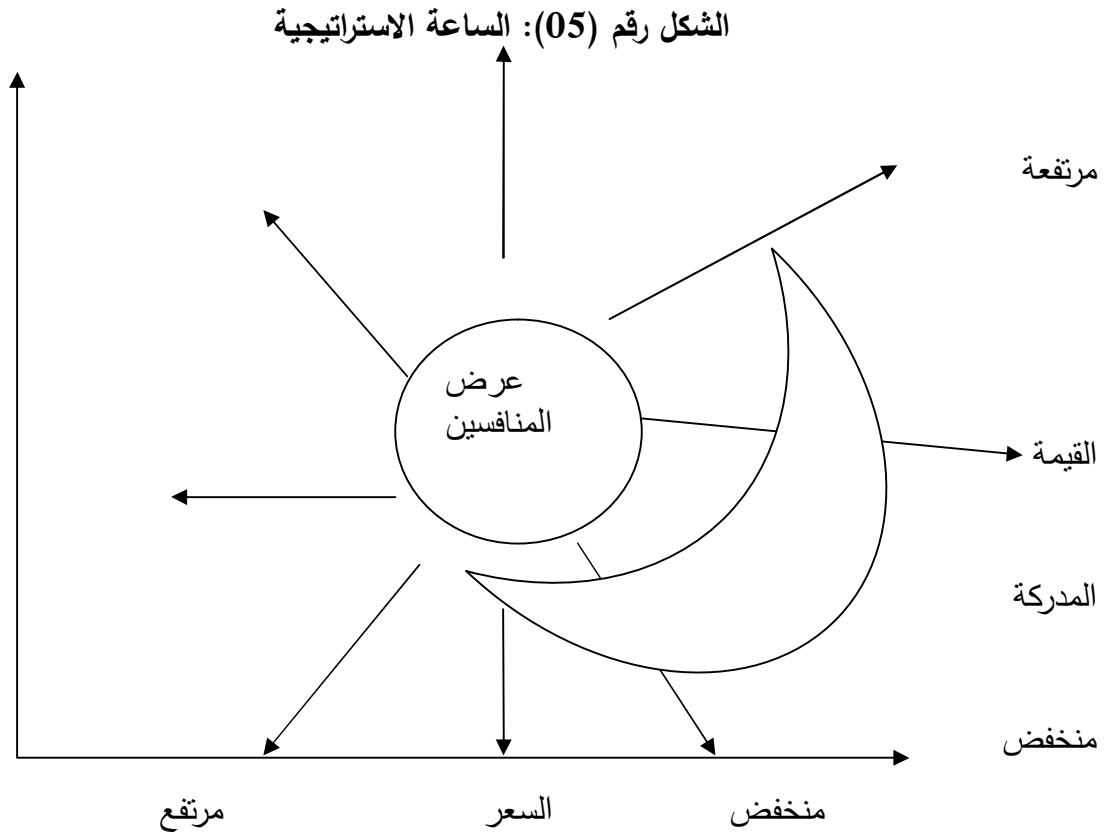 الشكل رقم (05): الساعة الاستراتيجية
مرتفعة
عرض
المنافسين
القيمة
المدركة
منخفض
مرتفع السعر منخفض